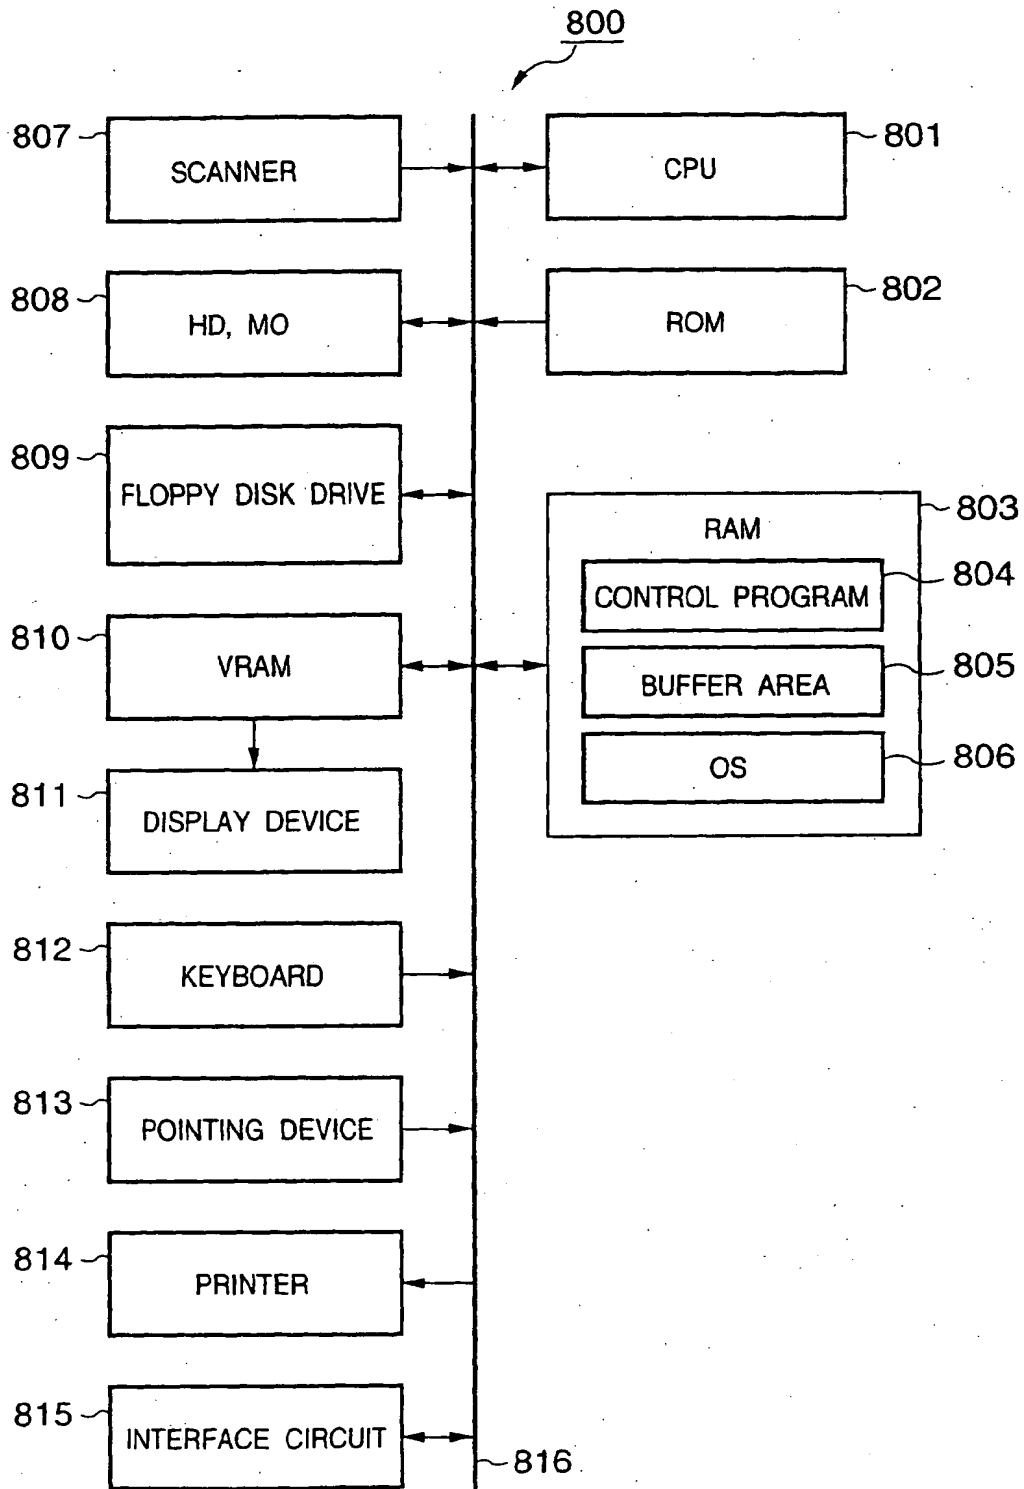 800
807
SCANNER
801
CPU
808
HD, MO
802
ROM
809
FLOPPY DISK DRIVE
803
RAM
804
CONTROL PROGRAM
805
BUFFER AREA
806
OS
810
VRAM
811
DISPLAY DEVICE
812
KEYBOARD
813
POINTING DEVICE
814
PRINTER
815
INTERFACE CIRCUIT
816